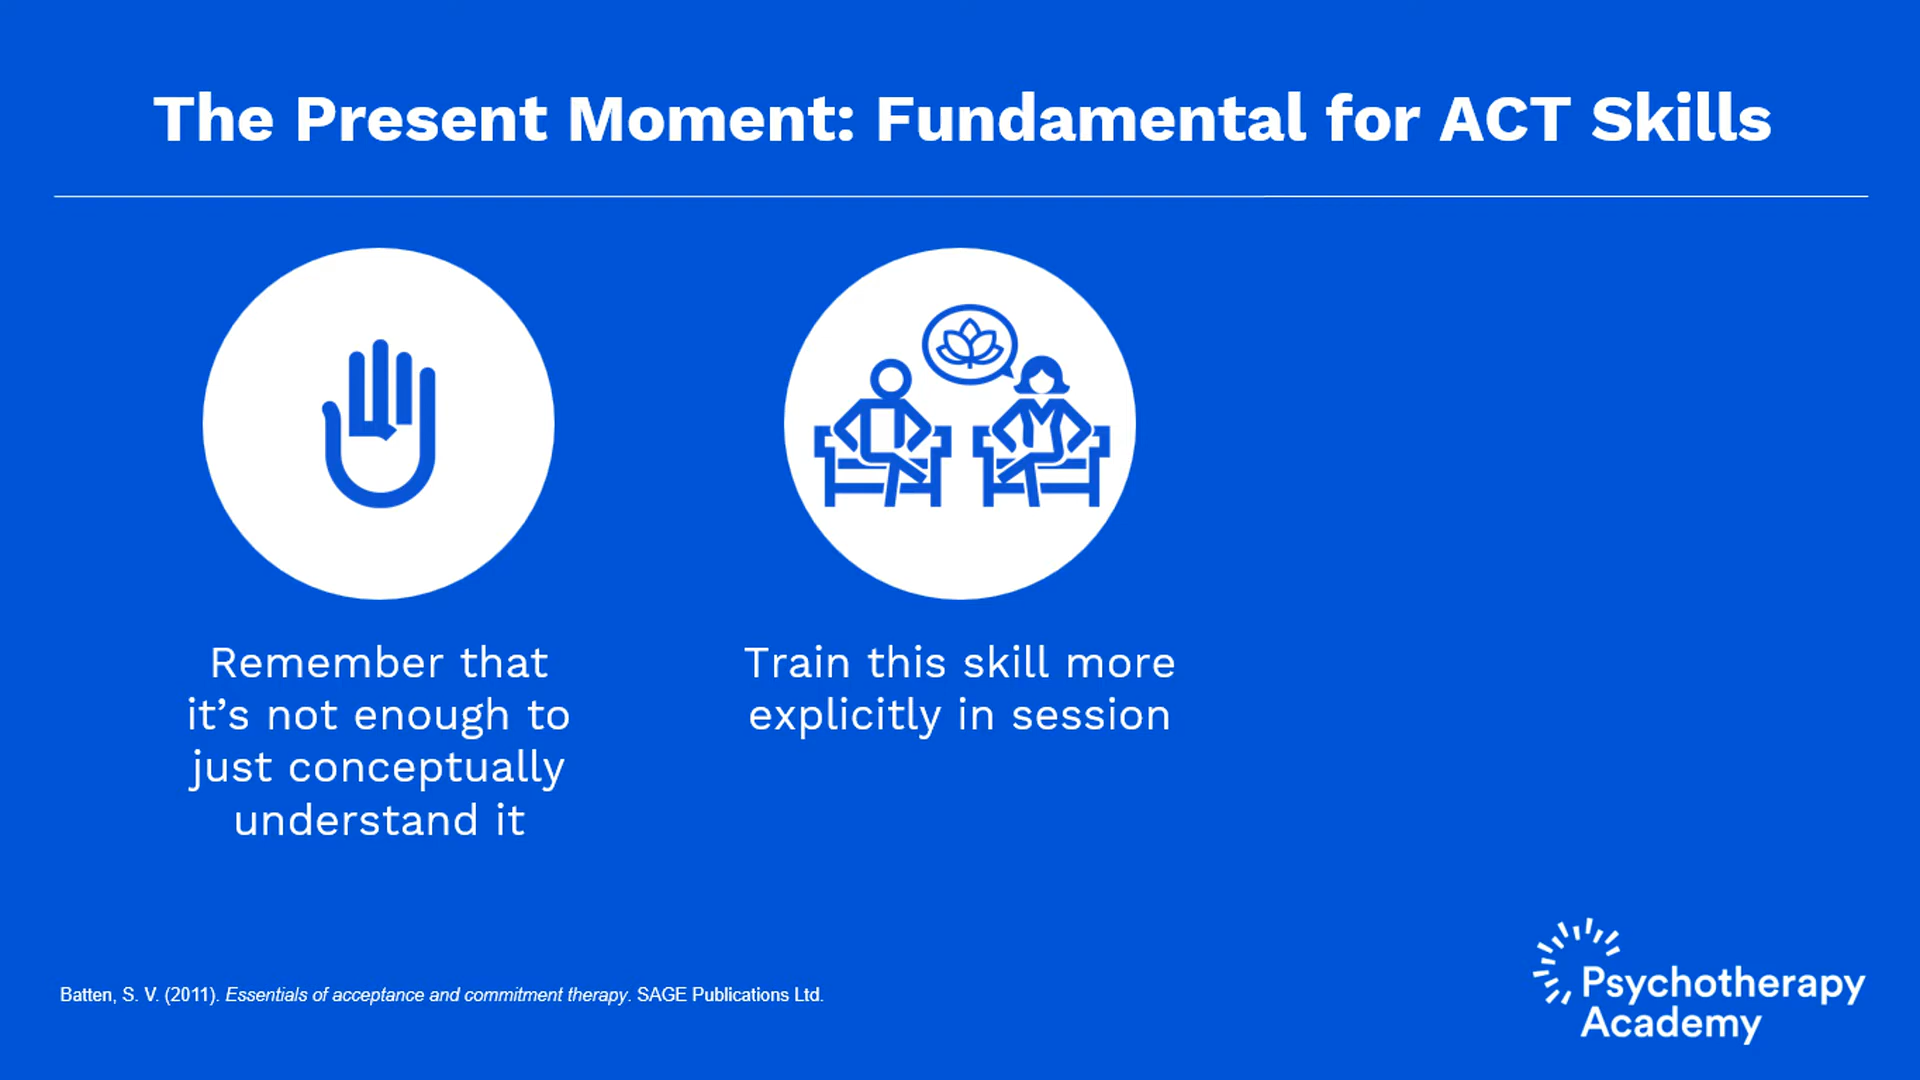 The Present Moment: Fundamental for ACT Skills
Remember that
it’s not enough to
just conceptually
understand it
Train this skill more
explicitly in session
Batten, S. V. (2011). Essentials of acceptance and commitment therapy. SAGE Publications Ltd.
Psychotherapy
Academy